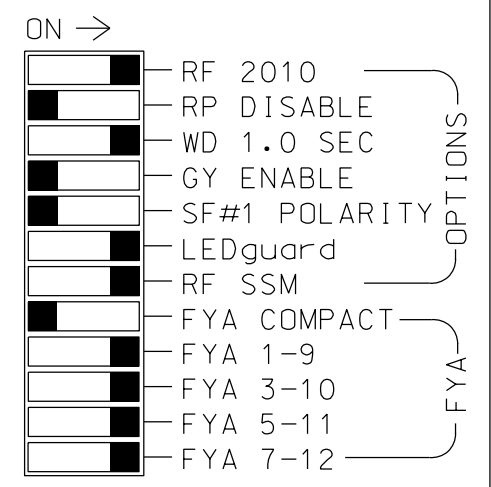 ON →
RF 2010
RP DISABLE
WD 1.0 SEC
GY ENABLE
SF#1 POLARITY
LEDguard
RF SSM
FYA COMPACT
FYA 1-9
FYA 3-10
FYA 5-11
FYA 7-12
OPTIONS
FYA